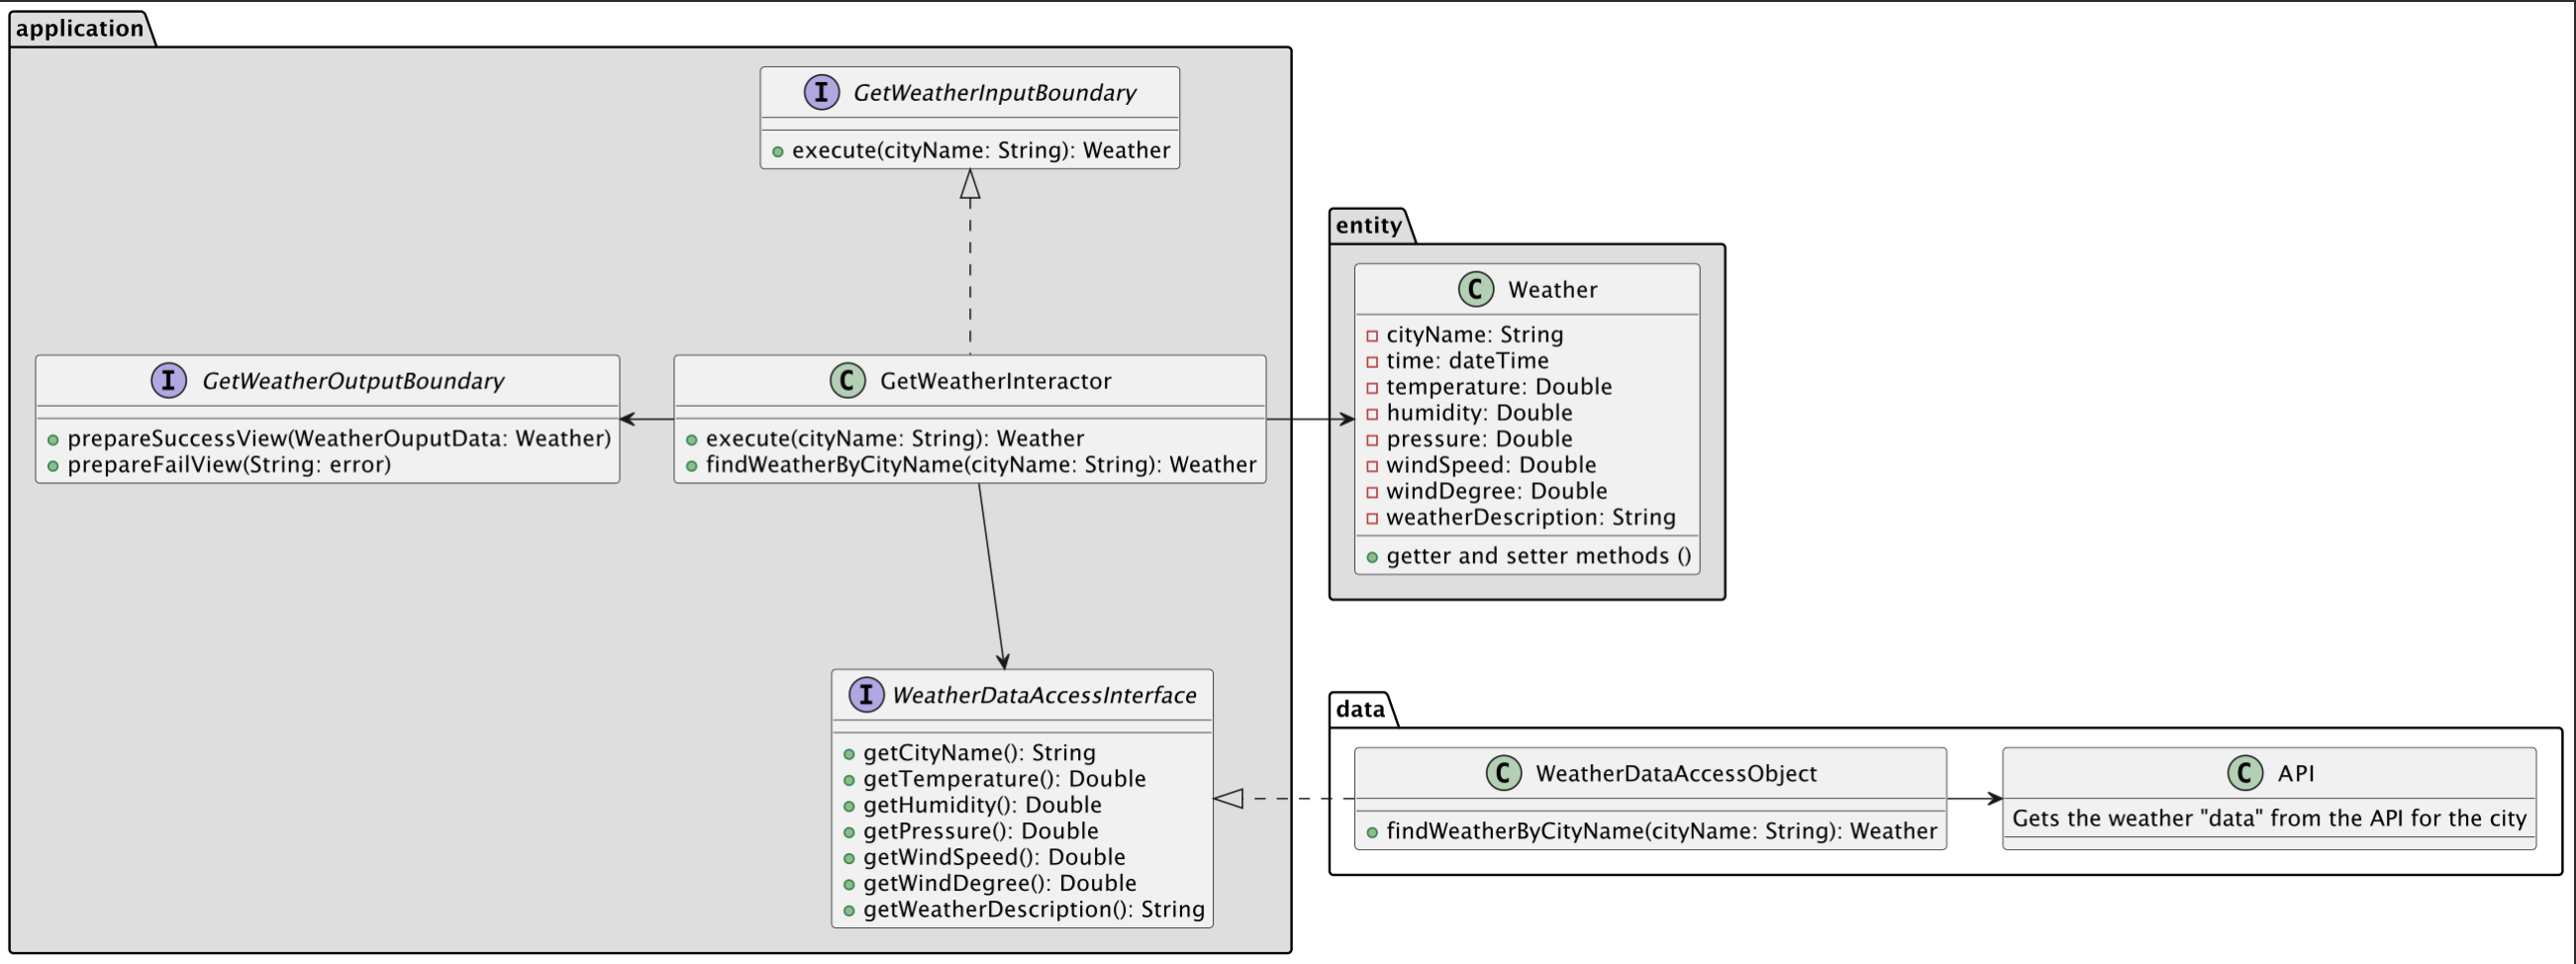 application
I GetWeatherInputBoundary
execute(cityName: String): Weather
entity
C Weather
cityName: String
time: dateTime
temperature: Double
humidity: Double
pressure: Double
windSpeed: Double
windDegree: Double
weatherDescription: String
getter and setter methods ()
I GetWeatherOutputBoundary
prepareSuccessView(WeatherOuputData: Weather)
prepareFailView(String: error)
C GetWeatherInteractor
execute(cityName: String): Weather
findWeatherByCityName(cityName: String): Weather
I WeatherDataAccessInterface
getCityName(): String
getTemperature(): Double
getHumidity(): Double
getPressure(): Double
getWindSpeed(): Double
getWindDegree(): Double
getWeatherDescription(): String
data
C WeatherDataAccessObject
findWeatherByCityName(cityName: String): Weather
C API
Gets the weather "data" from the API for the city